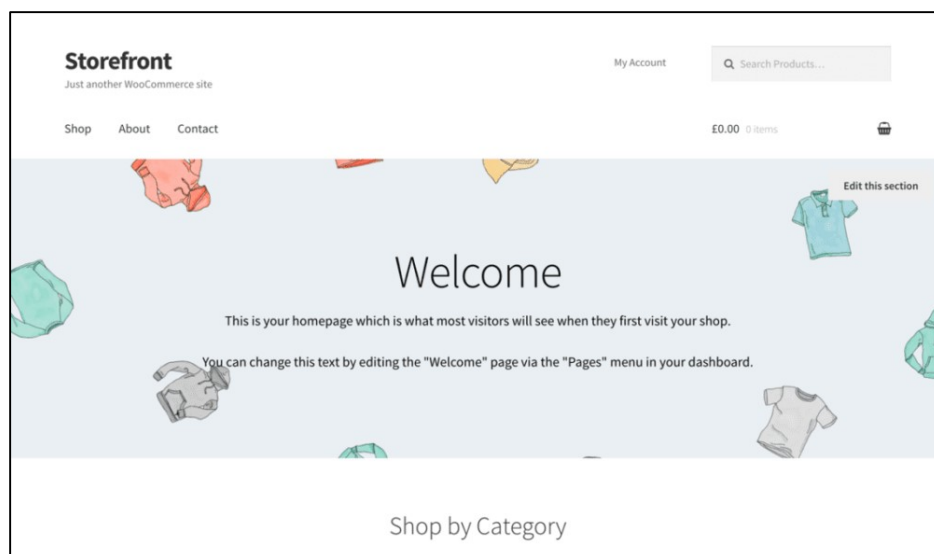 Storefront
Just another WooCommerce site
My Account
Search Products...
Shop About Contact
£0.00 0 items
Edit this section
Welcome
This is your homepage which is what most visitors will see when they first visit your shop.
You can change this text by editing the "Welcome" page via the "Pages" menu in your dashboard.
Shop by Category